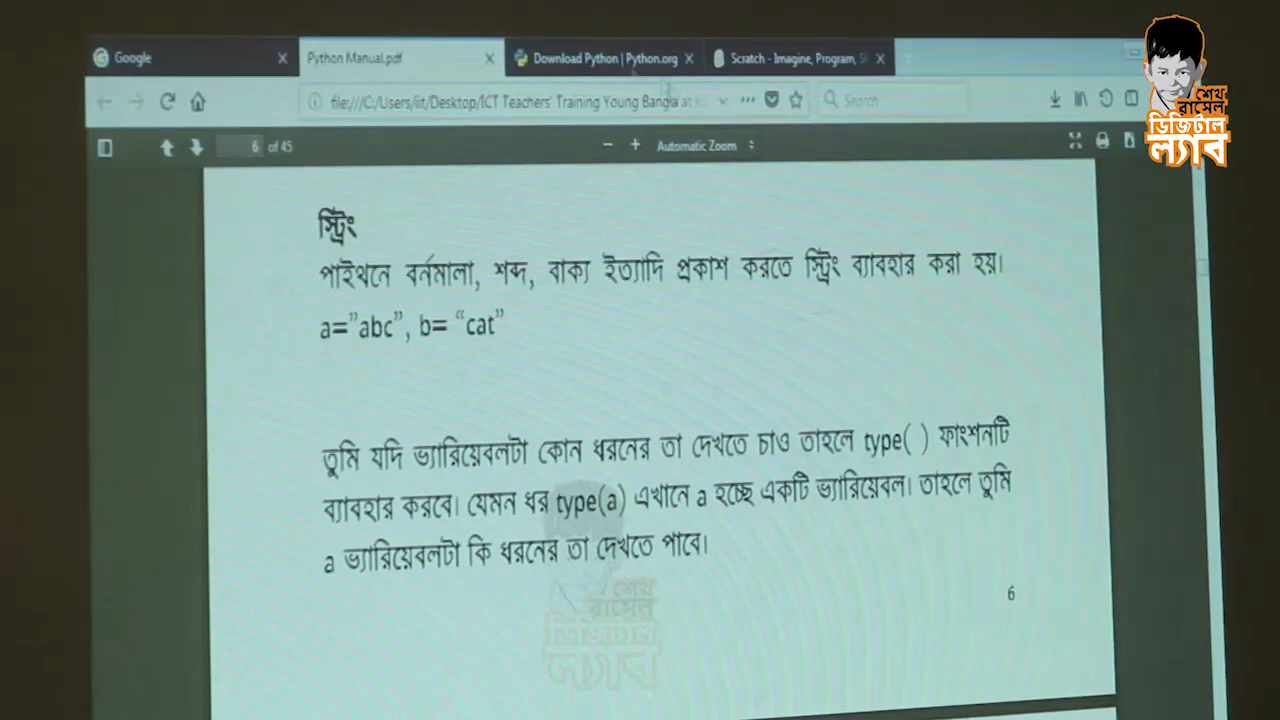 Google
Python Manual.pdf
Download Python | Python.org
Scratch - Imagine, Program, S
file:///C:/Users/iit/Desktop/ICT Teachers' Training Young Bangla at
Search
6 of 45
Automatic Zoom
শেখ
রাসেল
ডিজিটাল
ল্যাব
স্ট্রিং
পাইথনে বর্নমালা, শব্দ, বাক্য ইত্যাদি প্রকাশ করতে স্ট্রিং ব্যাবহার করা হয়।
a=”abc”, b= “cat”
তুমি যদি ভ্যারিয়েবলটা কোন ধরনের তা দেখতে চাও তাহলে type( ) ফাংশনটি
ব্যাবহার করবে। যেমন ধর type(a) এখানে a হচ্ছে একটি ভ্যারিয়েবল। তাহলে তুমি
a ভ্যারিয়েবলটা কি ধরনের তা দেখতে পাবে।
6
শেখ
রাসেল
ডিজিটাল
ল্যাব